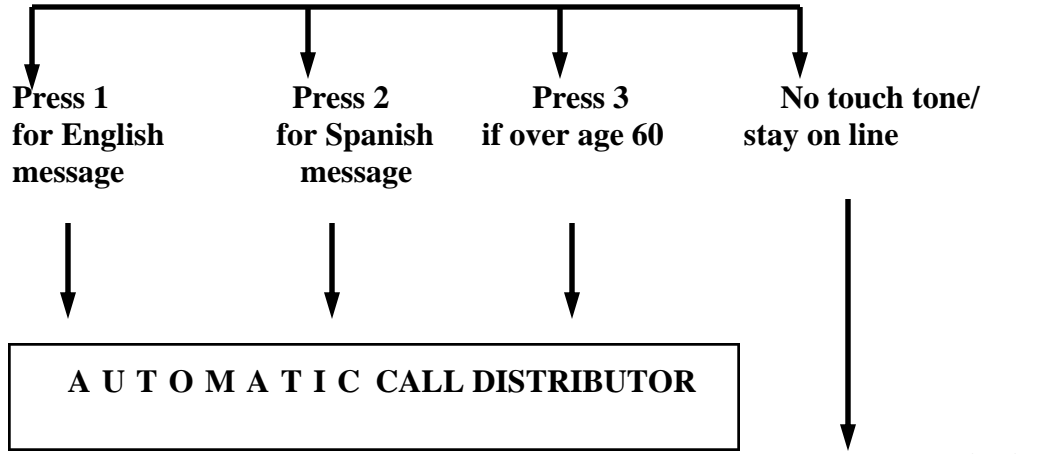 Press 1
for English
message
Press 2
for Spanish
message
Press 3
if over age 60
No touch tone/
stay on line
A U T O M A T I C CALL DISTRIBUTOR